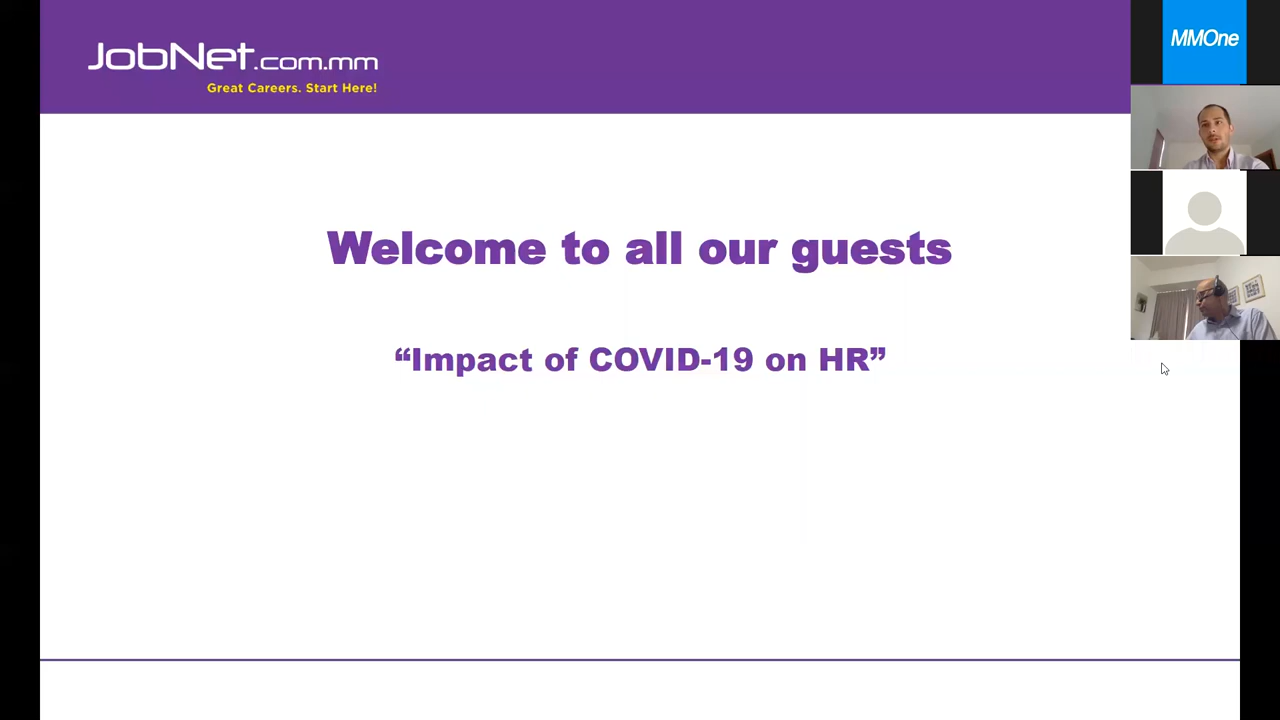 JobNet.com.mm
Great Careers. Start Here!
MMOne
Welcome to all our guests
“Impact of COVID-19 on HR”